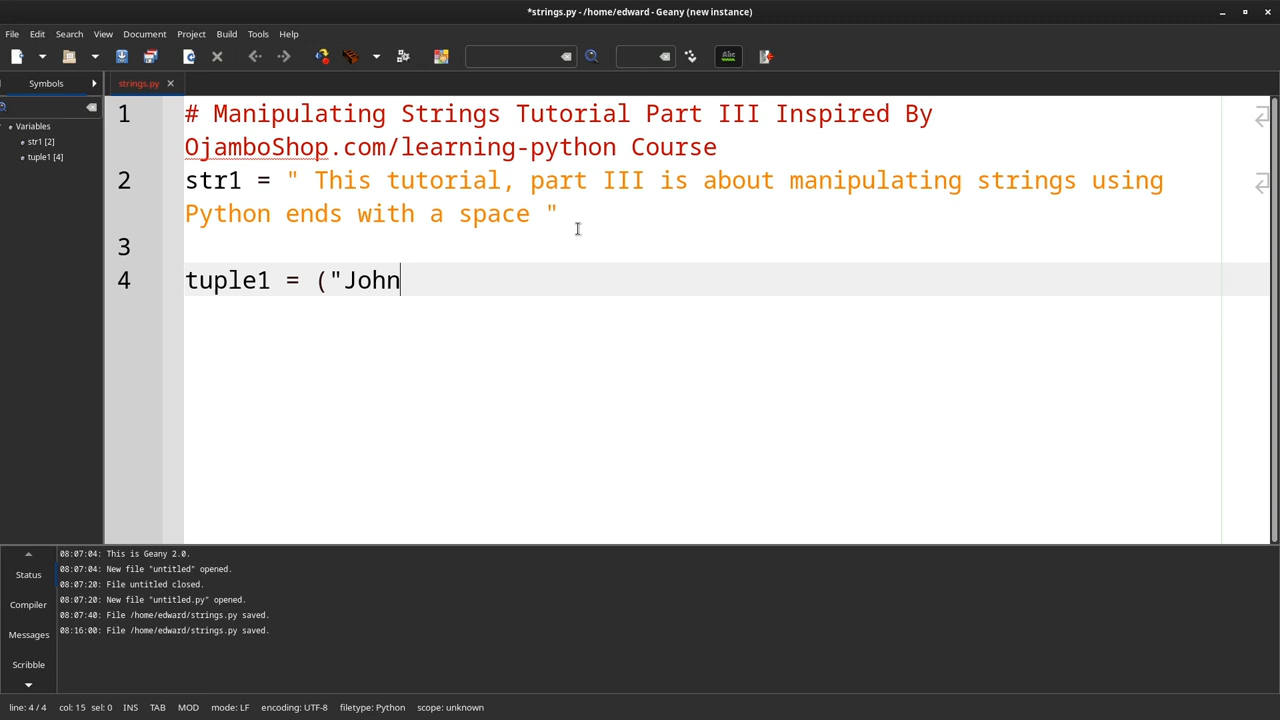 *strings.py - /home/edward - Geany (new instance)
File Edit Search View Document Project Build Tools Help
Symbols
strings.py
Variables
str1 [2]
tuple1 [4]
1 # Manipulating Strings Tutorial Part III Inspired By
OjamboShop.com/learning-python Course
2 str1 = " This tutorial, part III is about manipulating strings using
Python ends with a space "
3
4 tuple1 = ("John
Status
Compiler
Messages
Scribble
08:07:04: This is Geany 2.0.
08:07:04: New file "untitled" opened.
08:07:20: File untitled closed.
08:07:20: New file "untitled.py" opened.
08:07:40: File /home/edward/strings.py saved.
08:16:00: File /home/edward/strings.py saved.
line: 4 / 4 col: 15 sel: 0 INS TAB MOD mode: LF encoding: UTF-8 filetype: Python scope: unknown